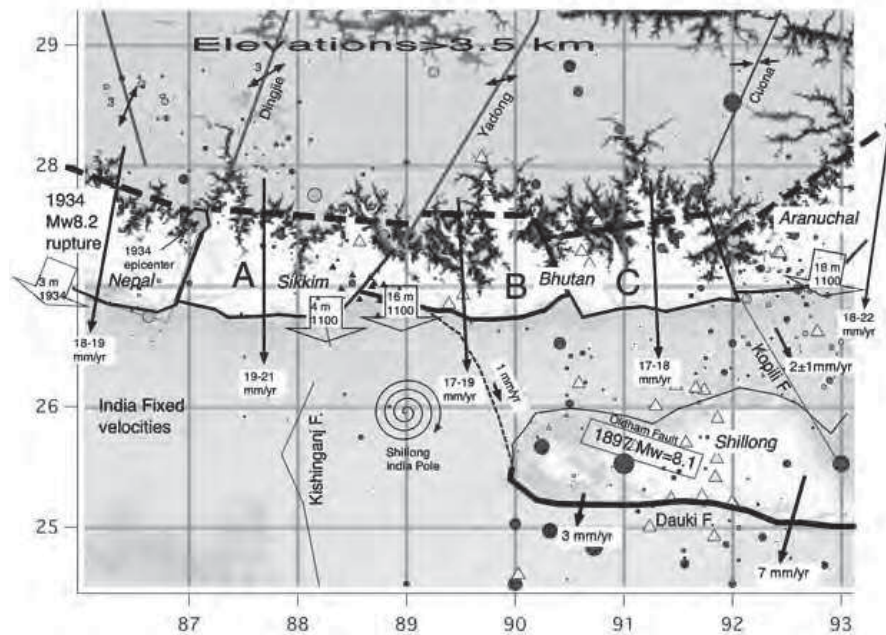 29
28
27
26
25
Elevations>3.5 km
3
3
Dingjie
Yadong
Cuona
1934
Mw8.2
rupture
1934
epicenter
Nepal
A
Sikkim
B
Bhutan
C
Aranuchal
3 m
1934
4 m
1100
16 m
1100
18 m
1100
18-19
mm/yr
19-21
mm/yr
17-19
mm/yr
1 mm/yr
17-18
mm/yr
18-22
mm/yr
2±1mm/yr
Kopili F.
India Fixed
velocities
Kishinganj F.
Shillong
India Pole
Oldham Fault
1897 Mw=8.1
Shillong
Dauki F.
3 mm/yr
7 mm/yr
87
88
89
90
91
92
93